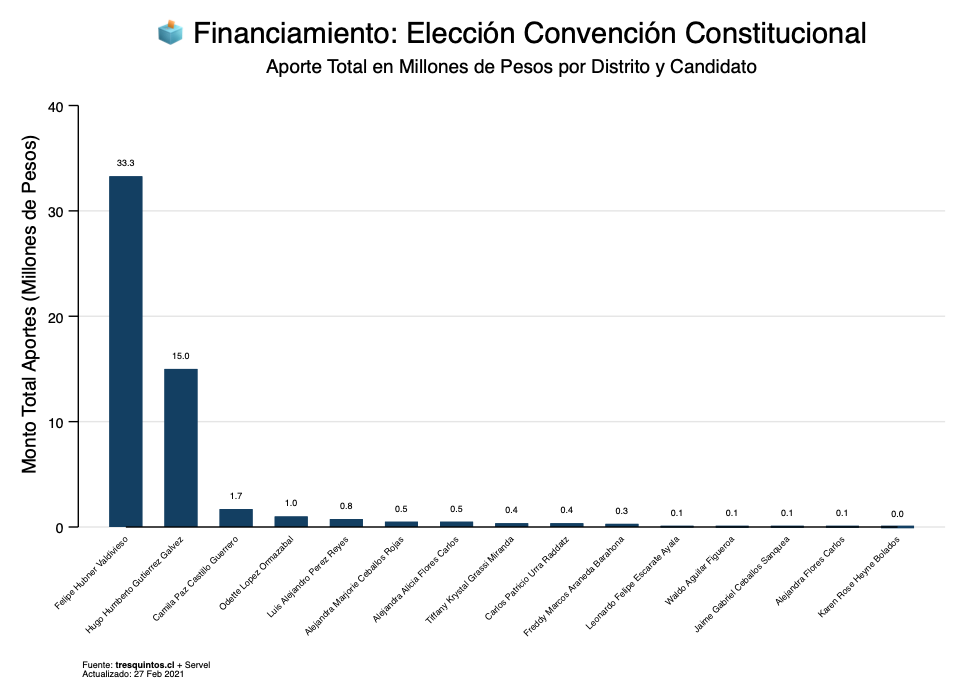 Financiamiento: Elección Convención Constitucional
Aporte Total en Millones de Pesos por Distrito y Candidato
Monto Total Aportes (Millones de Pesos)
40
30
20
10
0
33.3
15.0
1.7
1.0
0.8
0.5
0.5
0.4
0.4
0.3
0.1
0.1
0.1
0.1
0.0
Felipe Hubner Valdivieso
Hugo Humberto Gutierrez Galvez
Camila Paz Castillo Guerrero
Odette Lopez Ormazabal
Luis Alejandro Perez Reyes
Alejandra Marjorie Ceballos Rojas
Alejandra Alicia Flores Carlos
Tiffany Krystal Grassi Miranda
Carlos Patricio Urra Raddatz
Freddy Marcos Araneda Barahona
Leonardo Felipe Escarate Ayala
Waldo Aguilar Figueroa
Jaime Gabriel Ceballos Sanquea
Alejandra Flores Carlos
Karen Rose Heyne Bolados
Fuente: tresquintos.cl + Servel
Actualizado: 27 Feb 2021